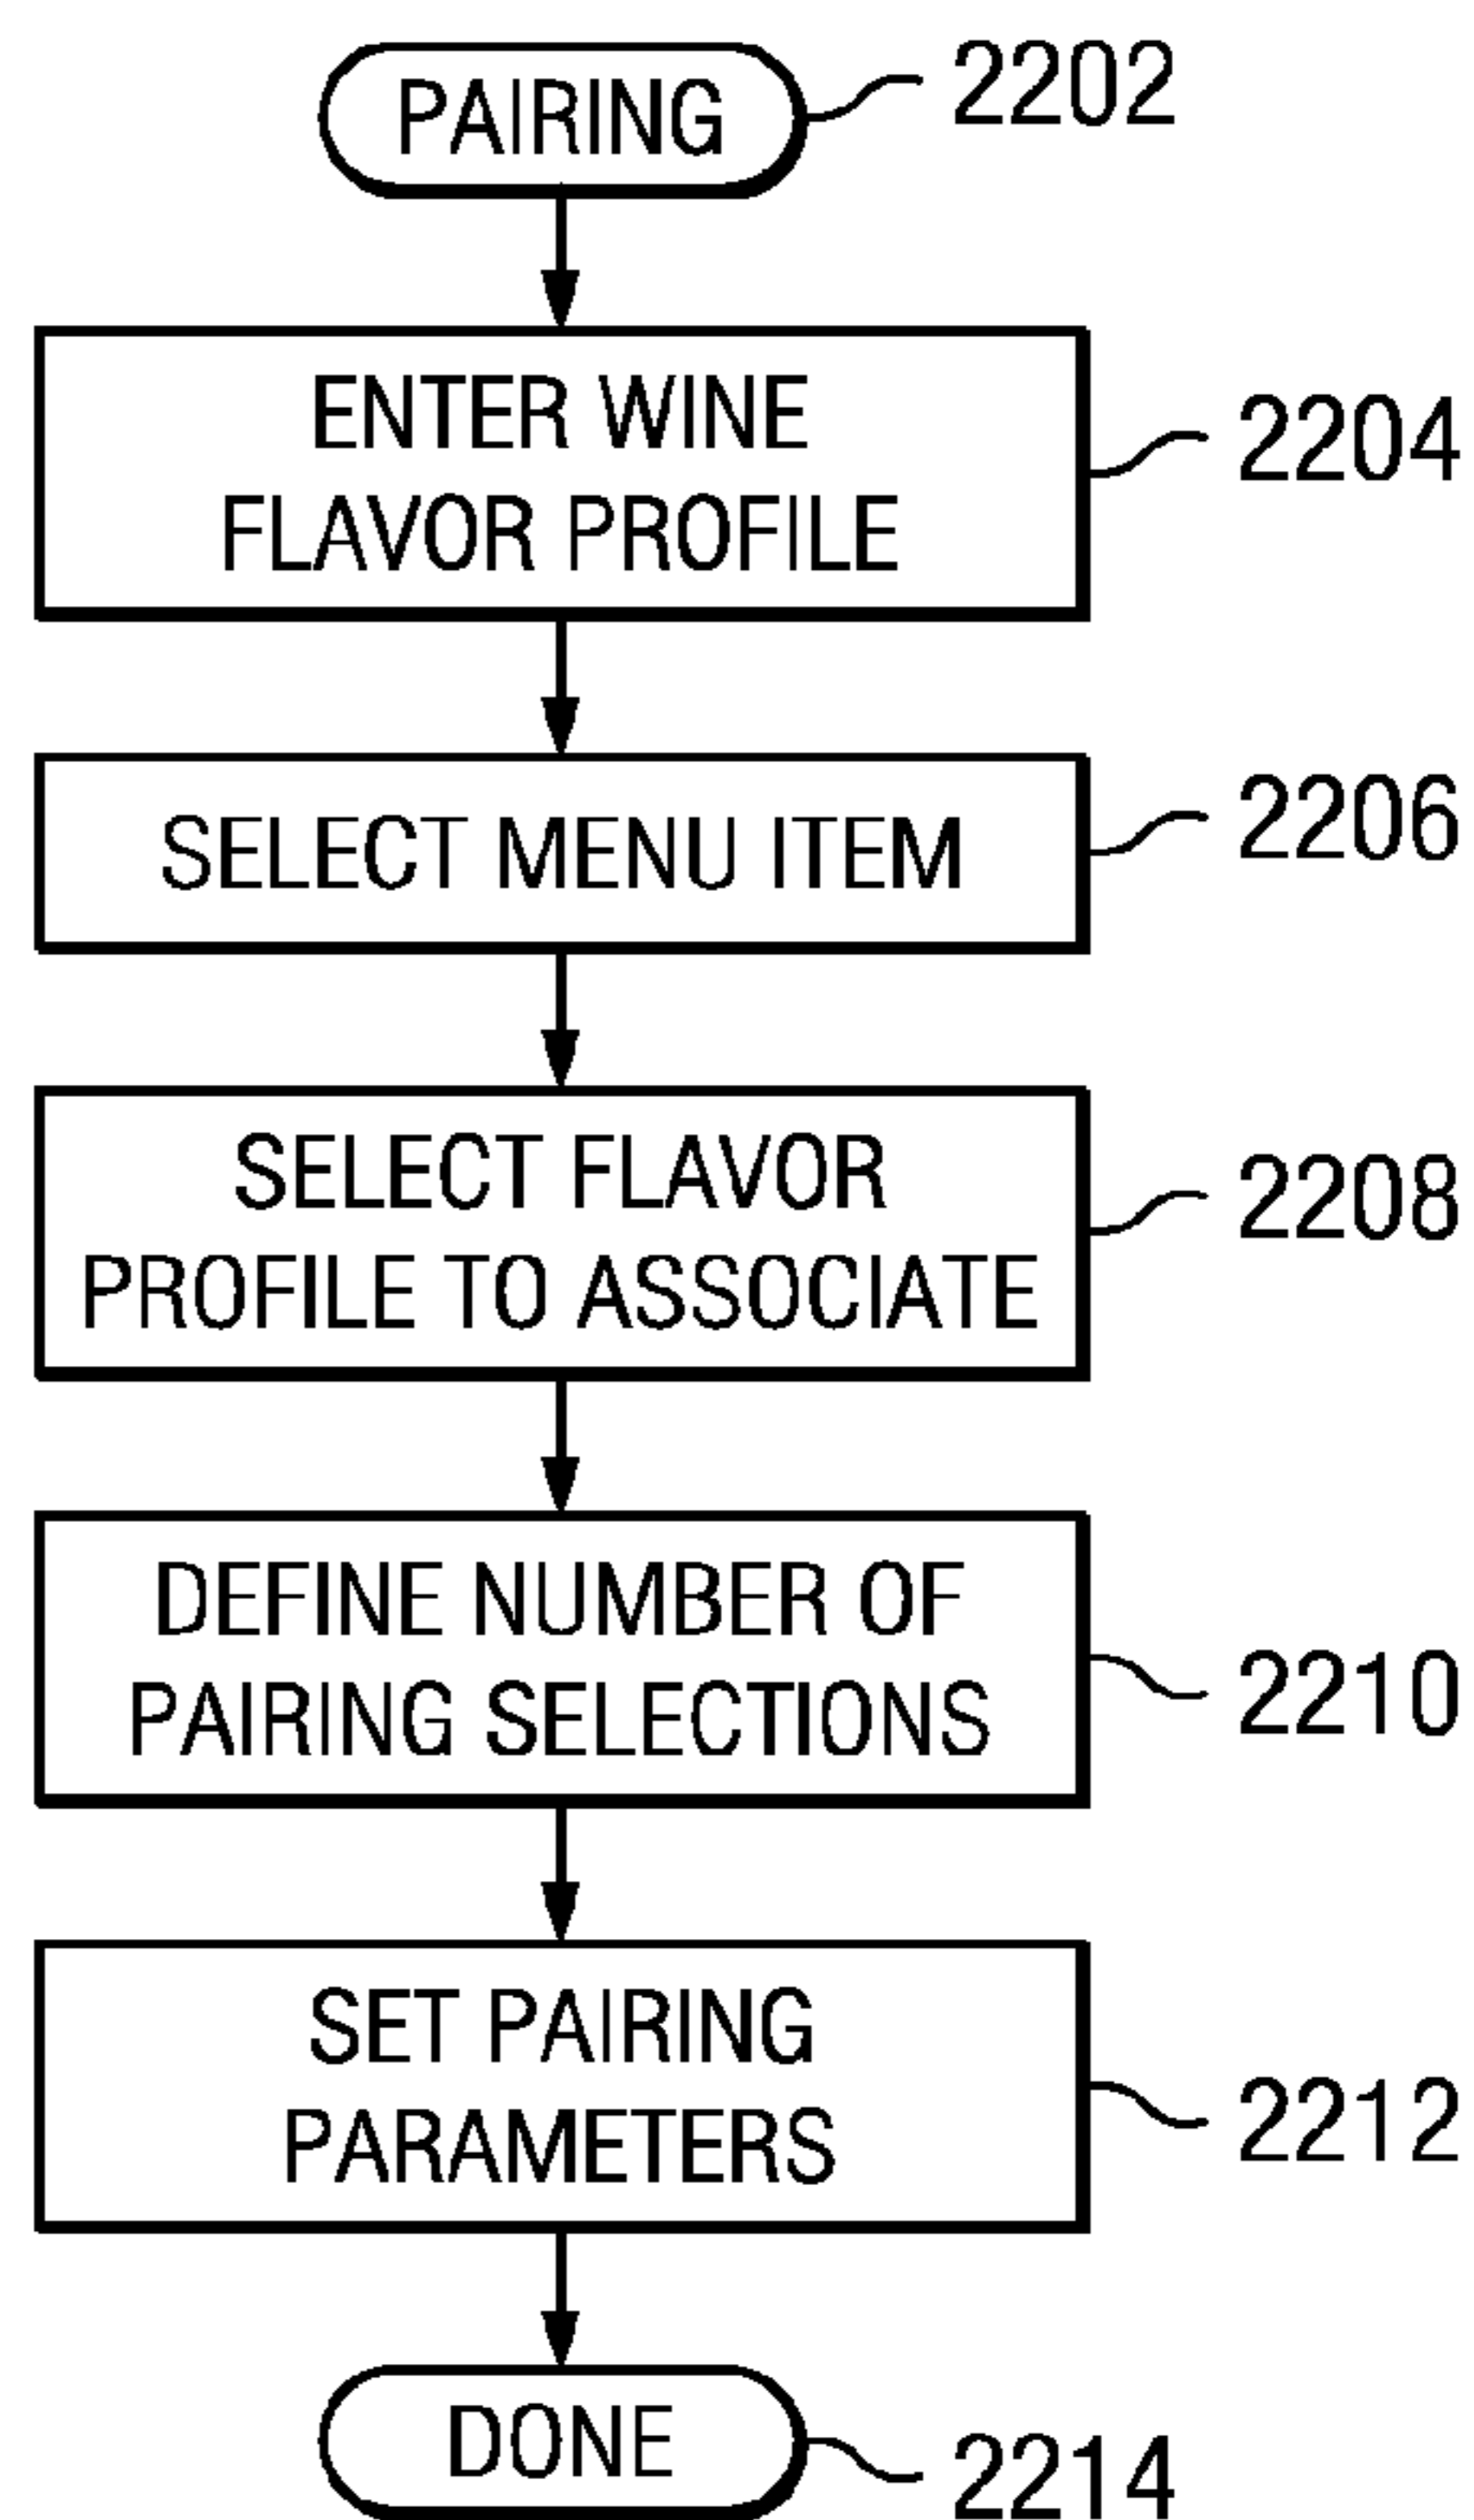 PAIRING
2202
ENTER WINE
FLAVOR PROFILE
2204
SELECT MENU ITEM
2206
SELECT FLAVOR
PROFILE TO ASSOCIATE
2208
DEFINE NUMBER OF
PAIRING SELECTIONS
2210
SET PAIRING
PARAMETERS
2212
DONE
2214